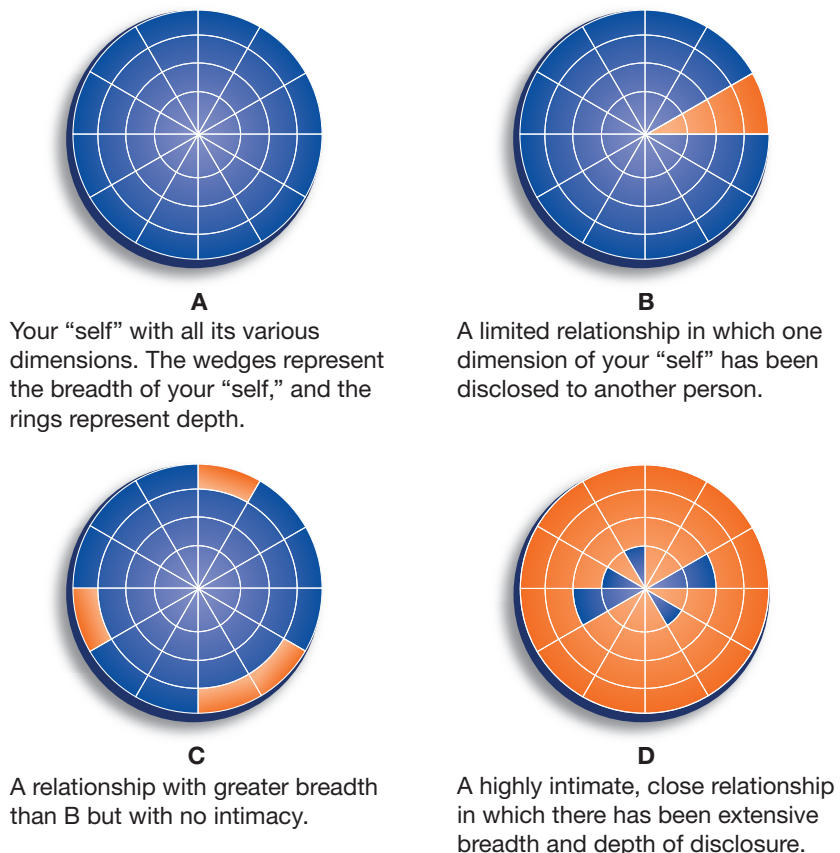 A
Your “self” with all its various
dimensions. The wedges represent
the breadth of your “self,” and the
rings represent depth.
B
A limited relationship in which one
dimension of your “self” has been
disclosed to another person.
C
A relationship with greater breadth
than B but with no intimacy.
D
A highly intimate, close relationship
in which there has been extensive
breadth and depth of disclosure.